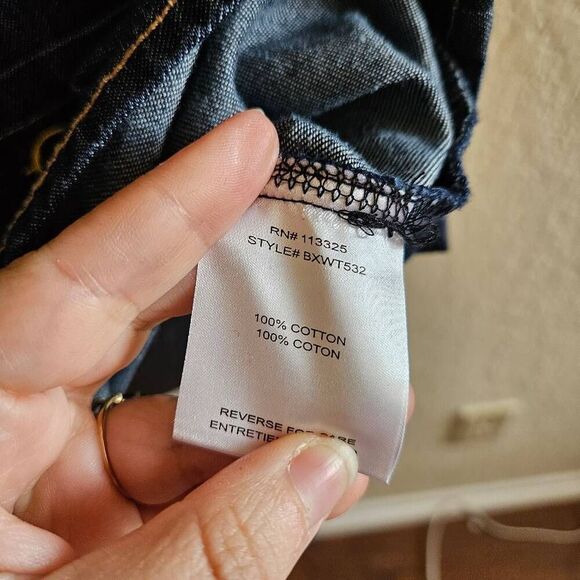 RN# 113325
STYLE# BXWT532
100% COTTON
100% COTON
REVERSE FOR CARE